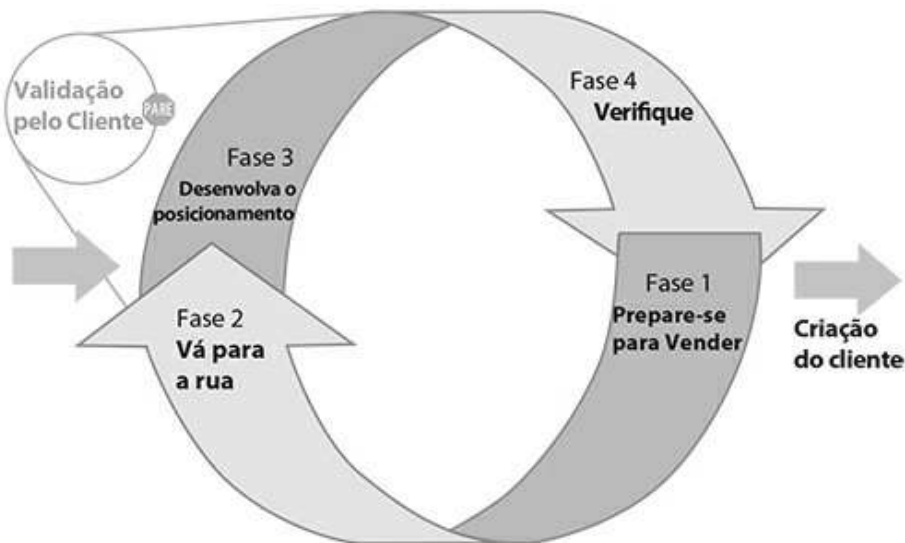 Validação
pelo Cliente
PARE
Fase 3
Desenvolva o
posicionamento
Fase 4
Verifique
Fase 2
Vá para
a rua
Fase 1
Prepare-se
para Vender
Criação
do cliente